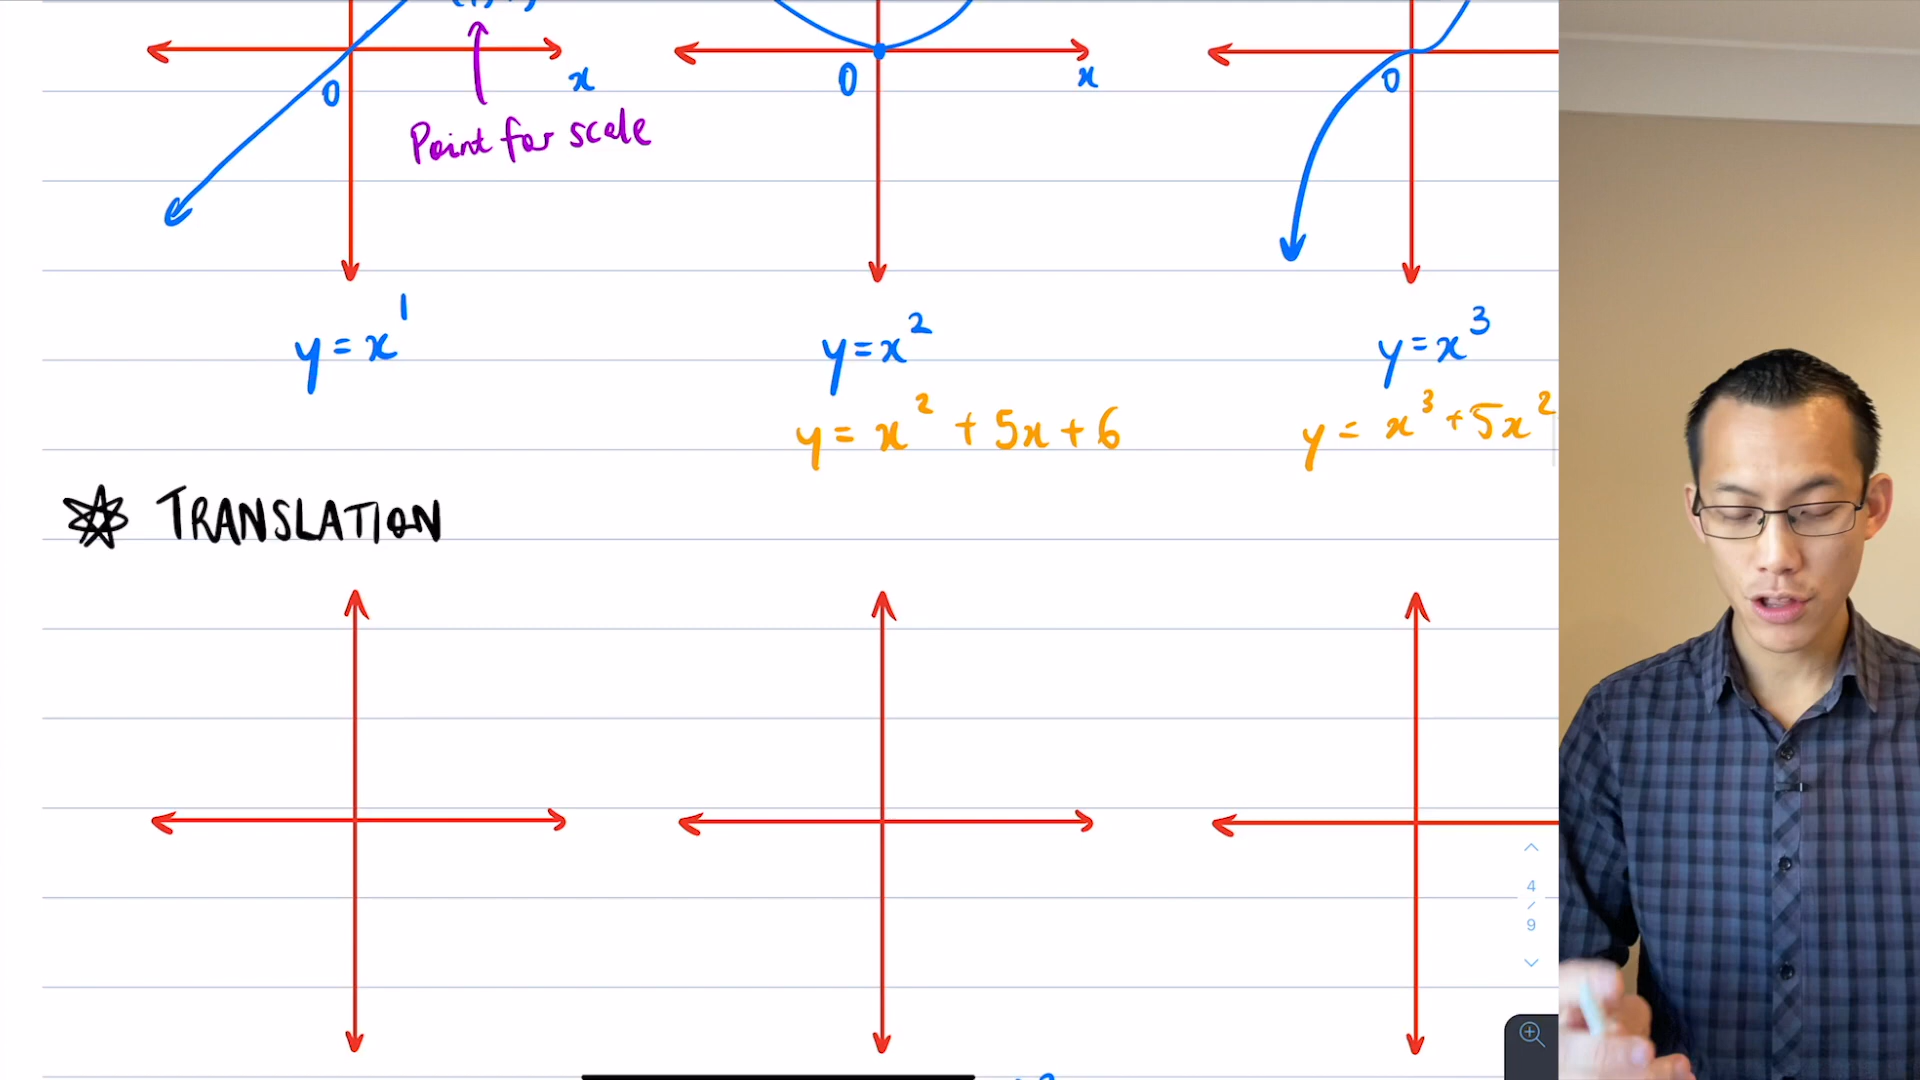 0 x 0 x 0
Point for scale
y = x¹ y = x² y = x³
y = x² + 5x + 6 y = x³ + 5x²
TRANSLATION
4
/
9